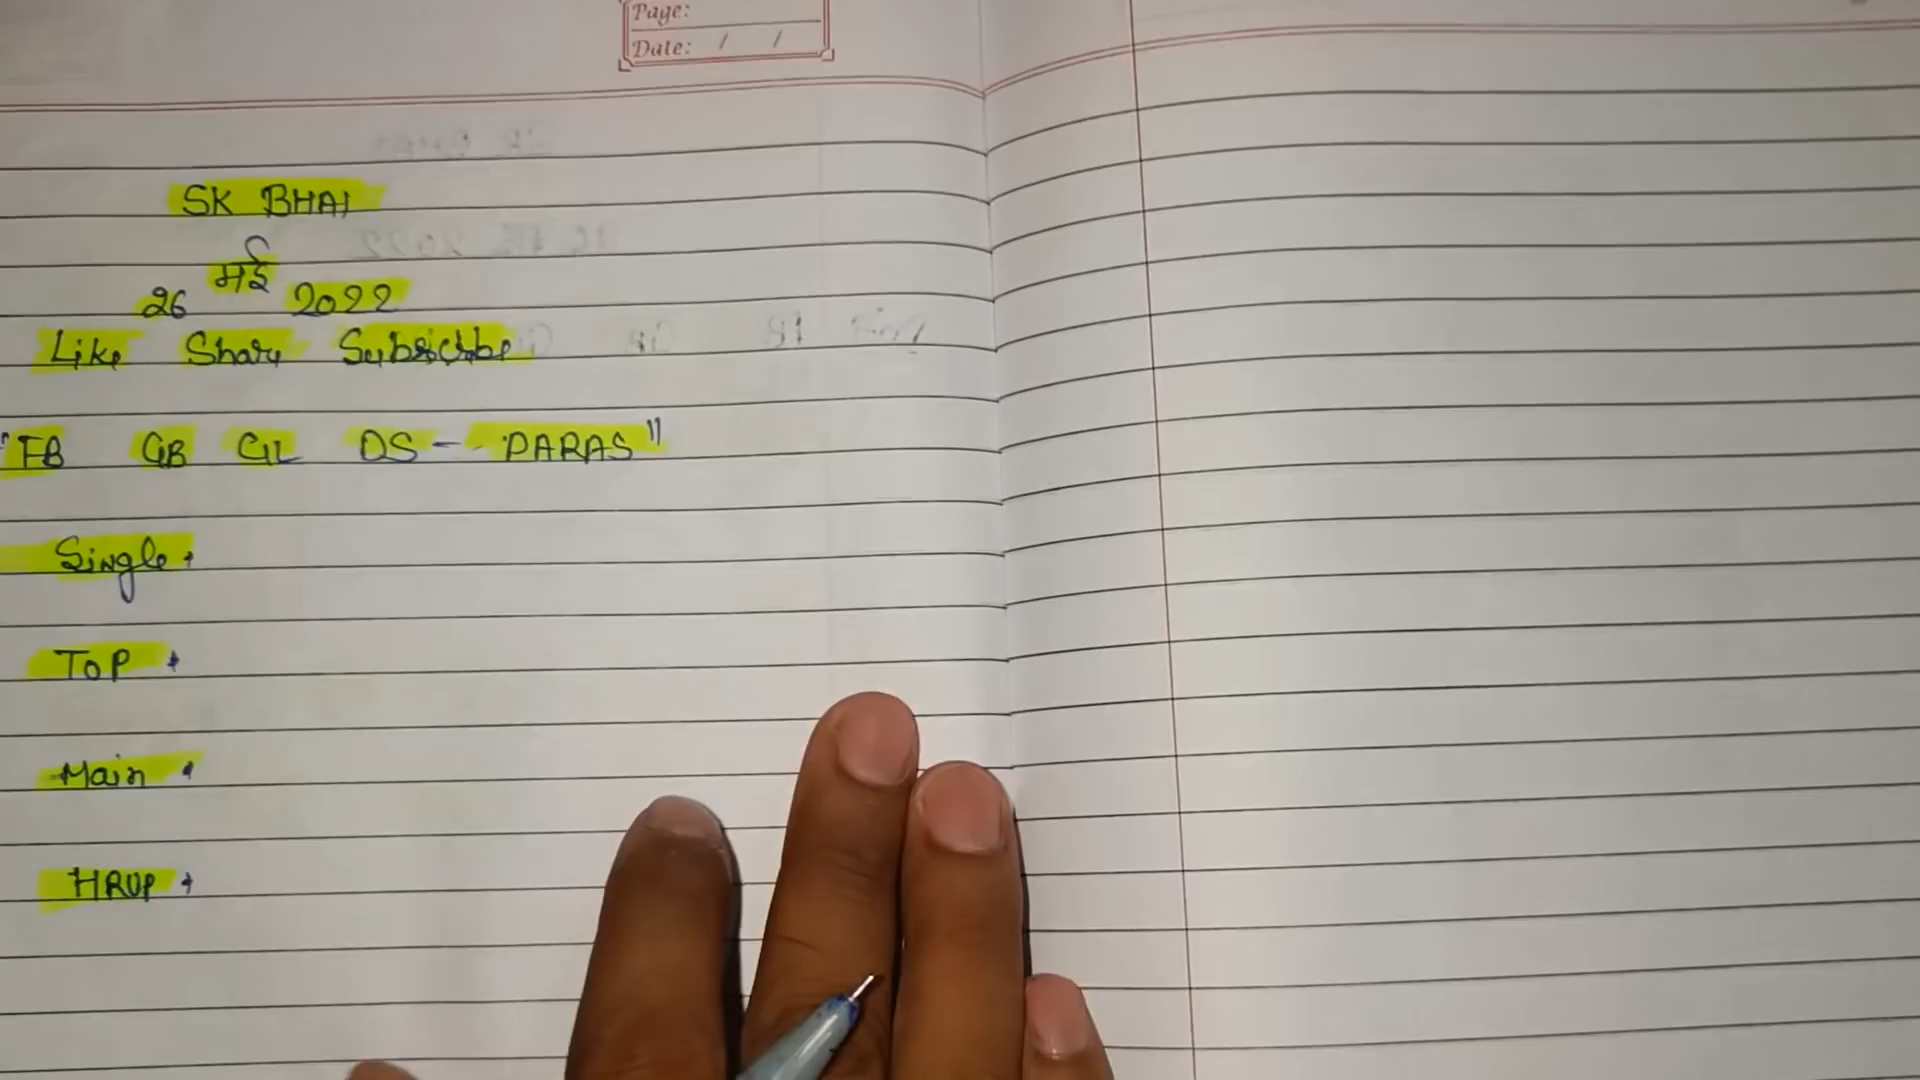 Page:
Date: / /
SK BHAI
26 मई 2022
Like Share Subscribe
"FB GB GL DS - PARAS"
Single
TOP
Main
HRUP